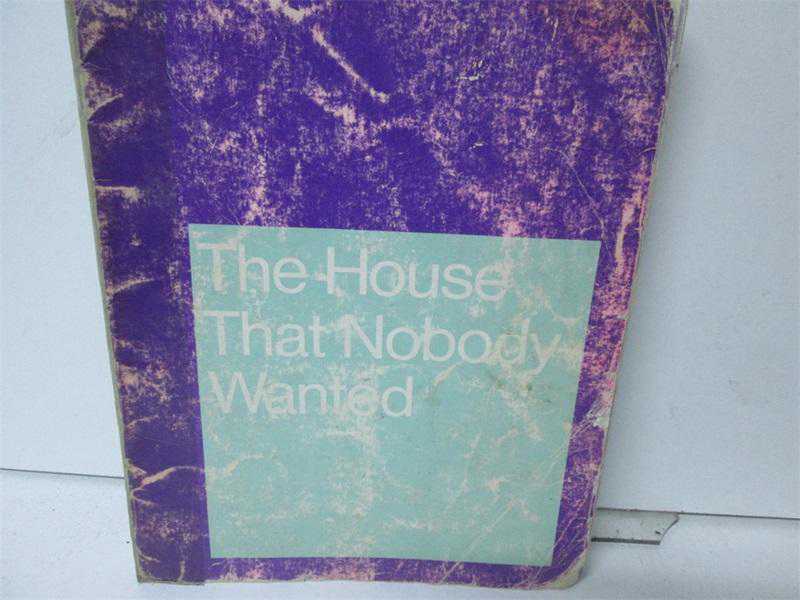 The House
That Nobody
Wanted